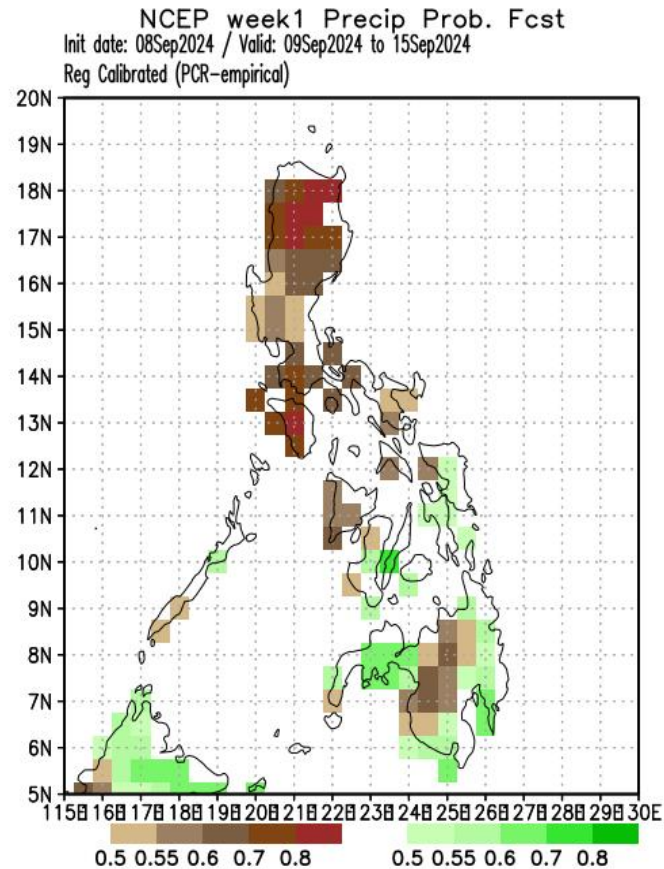 NCEP week1 Precip Prob. Fcst
Init date: 08Sep2024 / Valid: 09Sep2024 to 15Sep2024
Reg Calibrated (PCR-empirical)
20N
19N
18N
17N
16N
15N
14N
13N
12N
11N
10N
9N
8N
7N
6N
5N
115E 116E 117E 118E 119E 120E 121E 122E 123E 124E 125E 126E 127E 128E 129E 130E
0.5 0.55 0.6 0.7 0.8 0.5 0.55 0.6 0.7 0.8